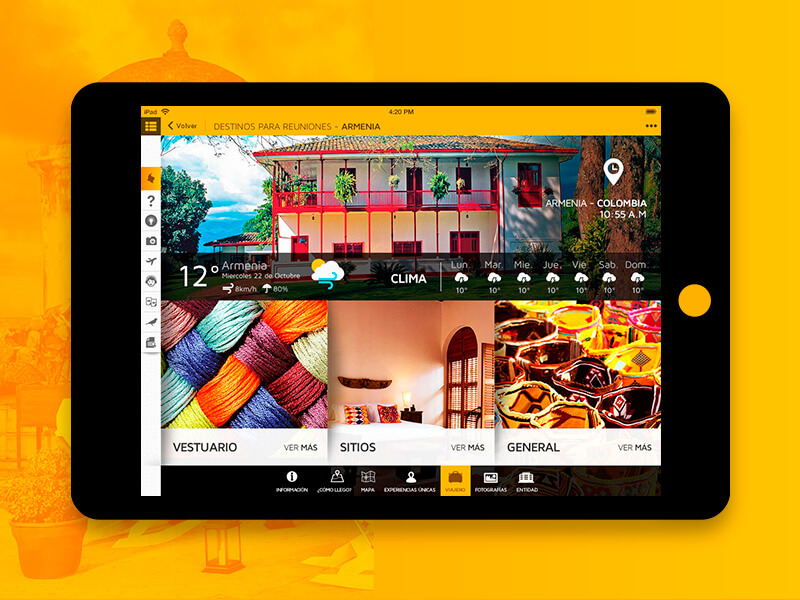 iPad
4:20 PM
Volver
DESTINOS PARA REUNIONES - ARMENIA
ARMENIA - COLOMBIA
10:55 A.M
12° Armenia
Miercoles 22 de Octubre
8km/h 80%
CLIMA
Lun. Mar. Mie. Jue. Vie Sab. Dom.
10° 10° 10° 10° 10° 10° 10°
VESTUARIO VER MÁS
SITIOS VER MÁS
GENERAL VER MÁS
INFORMACIÓN ¿CÓMO LLEGO? MAPA EXPERIENCIAS ÚNICAS VIAJERO FOTOGRAFÍAS ENTIDAD